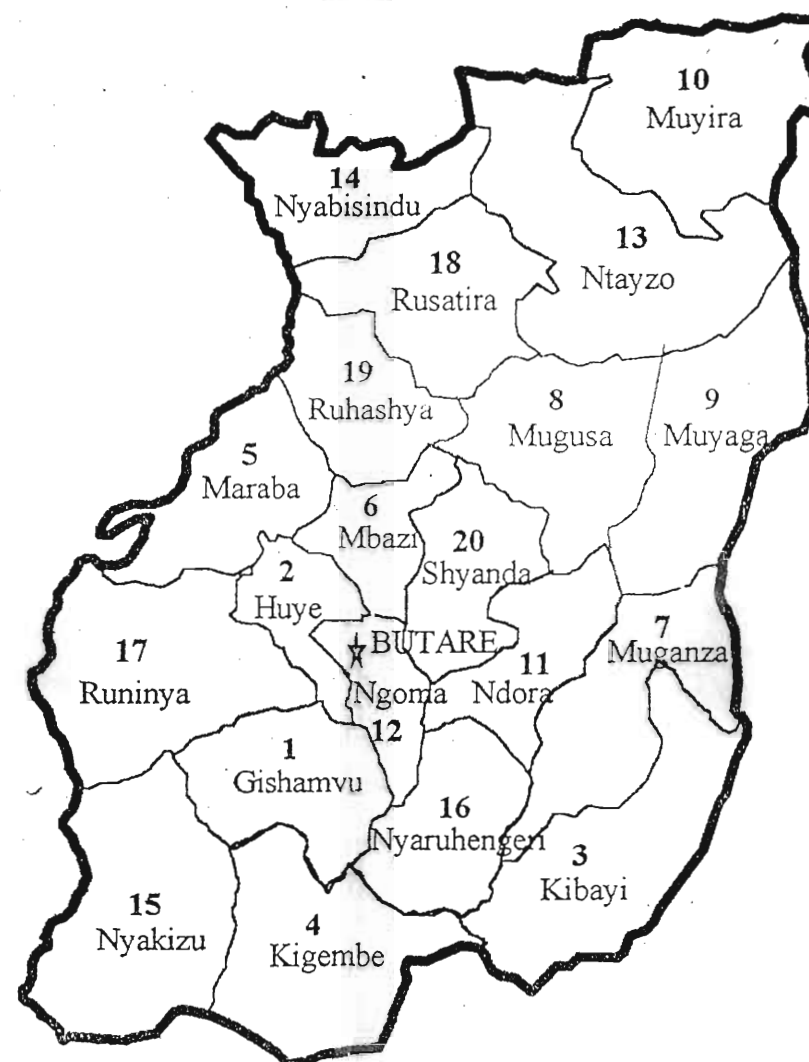 10
Muyira
14
Nyabisindu
13
Ntayzo
18
Rusatira
19
Ruhashya
8
Mugusa
9
Muyaga
5
Maraba
6
Mbazi
20
Shyanda
2
Huye
BUTARE
7
Muganza
17
Runinya
11
Ndora
Ngoma
12
1
Gishamvu
16
Nyaruhengeri
3
Kibayi
15
Nyakizu
4
Kigembe